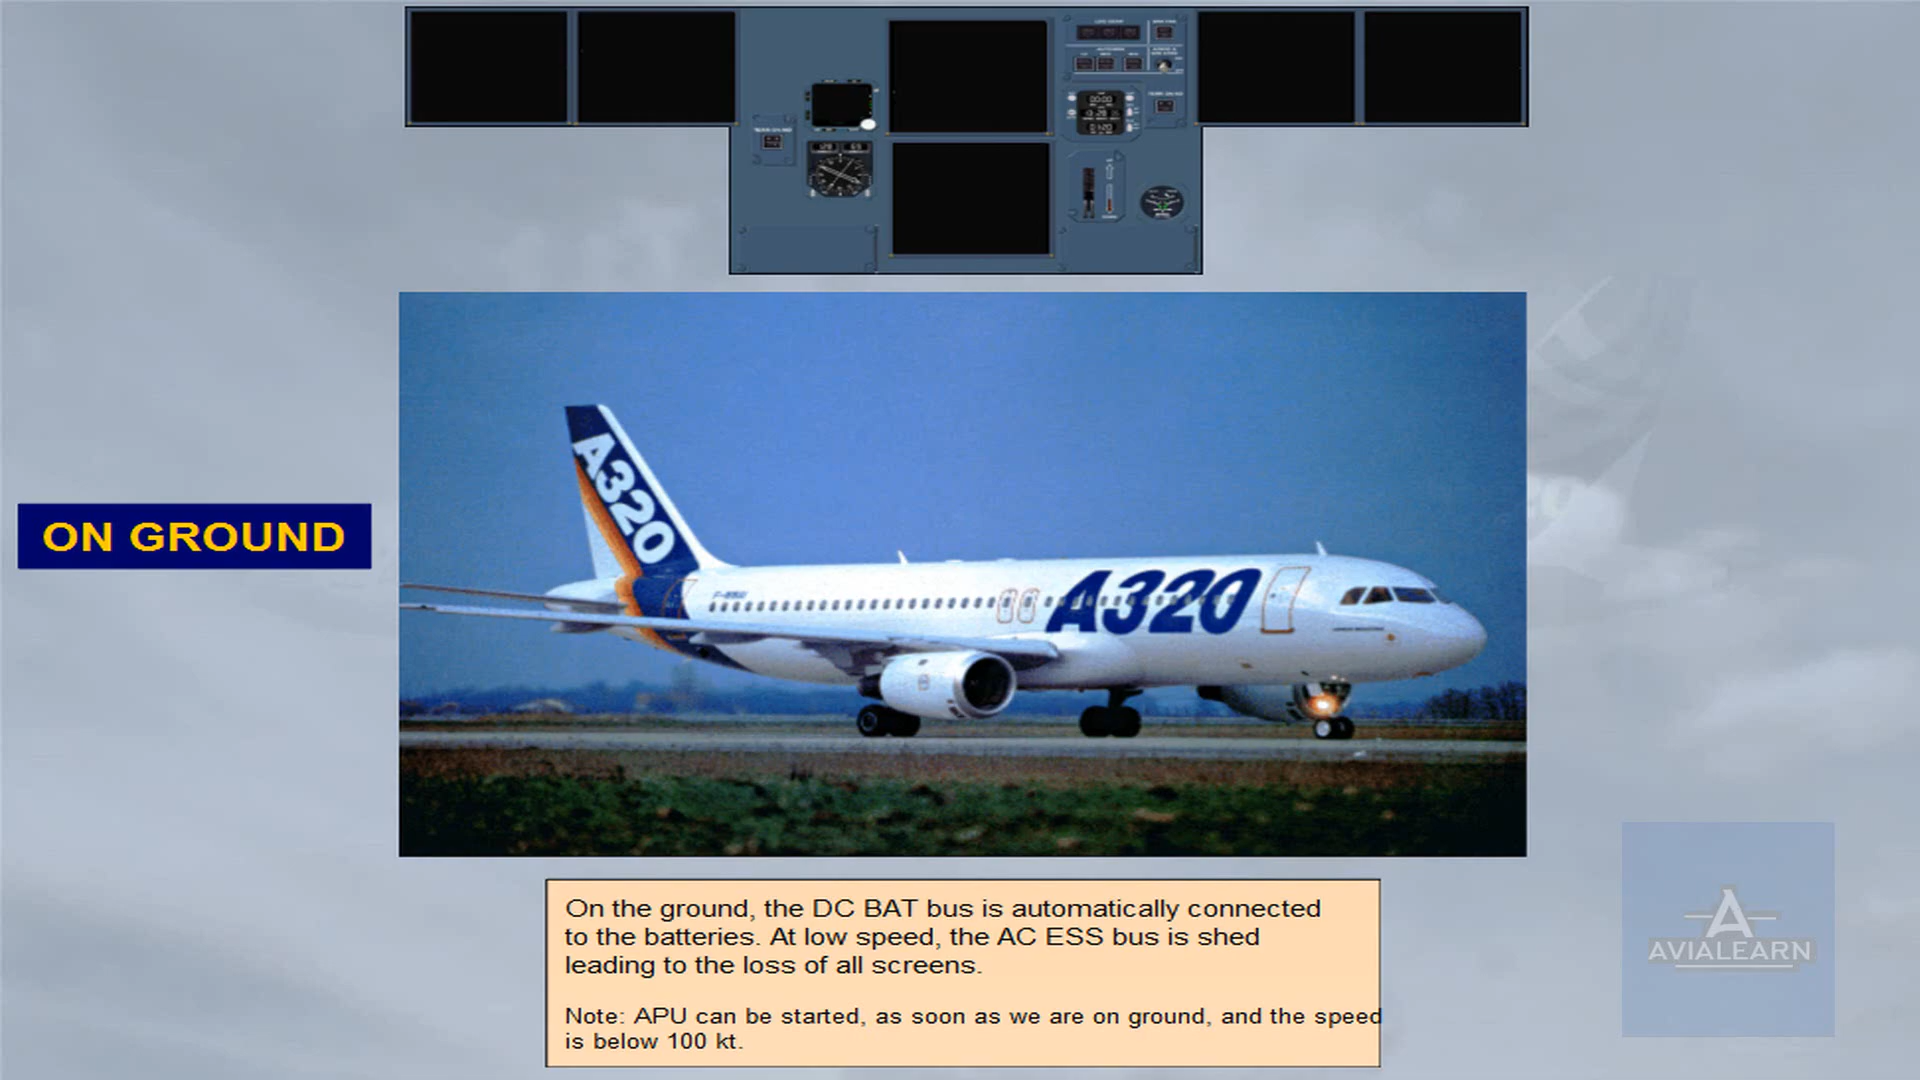 ON GROUND
A320
A320
On the ground, the DC BAT bus is automatically connected
to the batteries. At low speed, the AC ESS bus is shed
leading to the loss of all screens.
Note: APU can be started, as soon as we are on ground, and the speed
is below 100 kt.
AVIALEARN